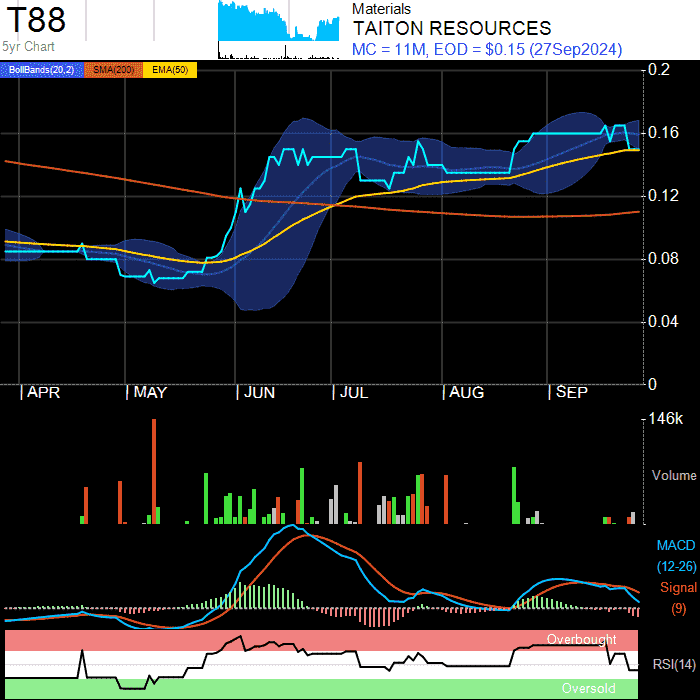 T88
5yr Chart
Materials
TAITON RESOURCES
MC = 11M, EOD = $0.15 (27Sep2024)
BollBands(20,2) SMA(200) EMA(50)
0.2
0.16
0.12
0.08
0.04
0
APR MAY JUN JUL AUG SEP
146k
Volume
MACD
(12-26)
Signal
(9)
Overbought
RSI(14)
Oversold